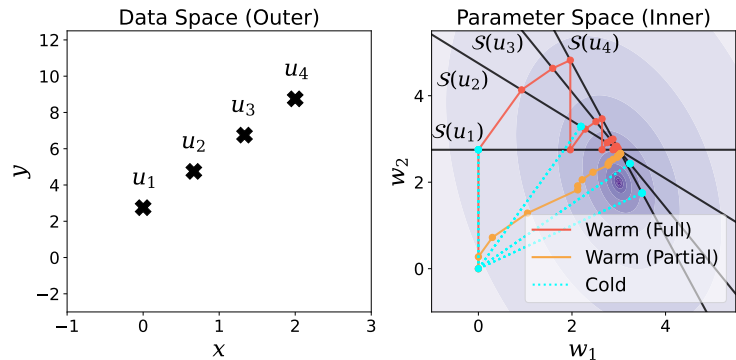 Data Space (Outer)
12
10
8
6
4
2
0
−2
y
u₁
u₂
u₃
u₄
−1
0
1
2
3
x
Parameter Space (Inner)
4
2
0
w₂
𝒮(u₃)
𝒮(u₄)
𝒮(u₂)
𝒮(u₁)
Warm (Full)
Warm (Partial)
Cold
0
2
4
w₁